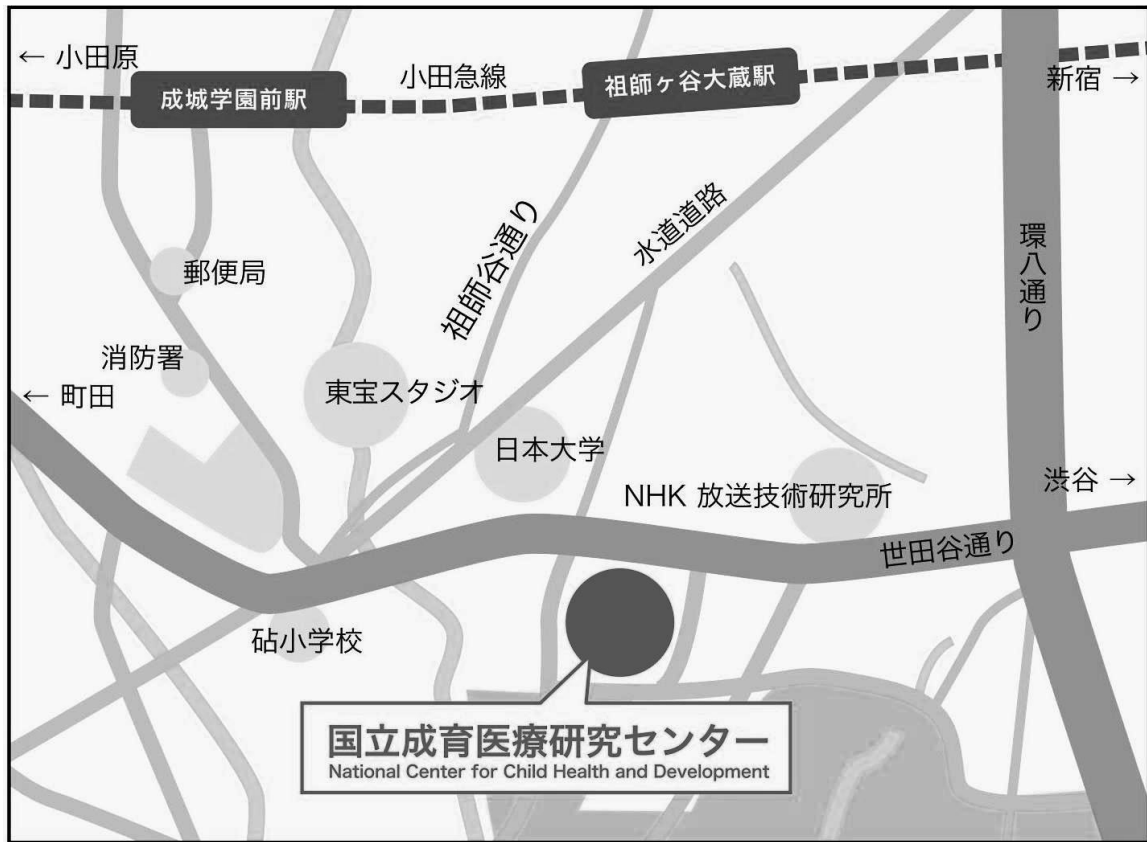 ← 小田原
小田急線
成城学園前駅
祖師ヶ谷大蔵駅
新宿 →
祖師谷通り
水道道路
環八通り
郵便局
消防署
← 町田
東宝スタジオ
日本大学
NHK 放送技術研究所
渋谷 →
世田谷通り
砧小学校
国立成育医療研究センター
National Center for Child Health and Development